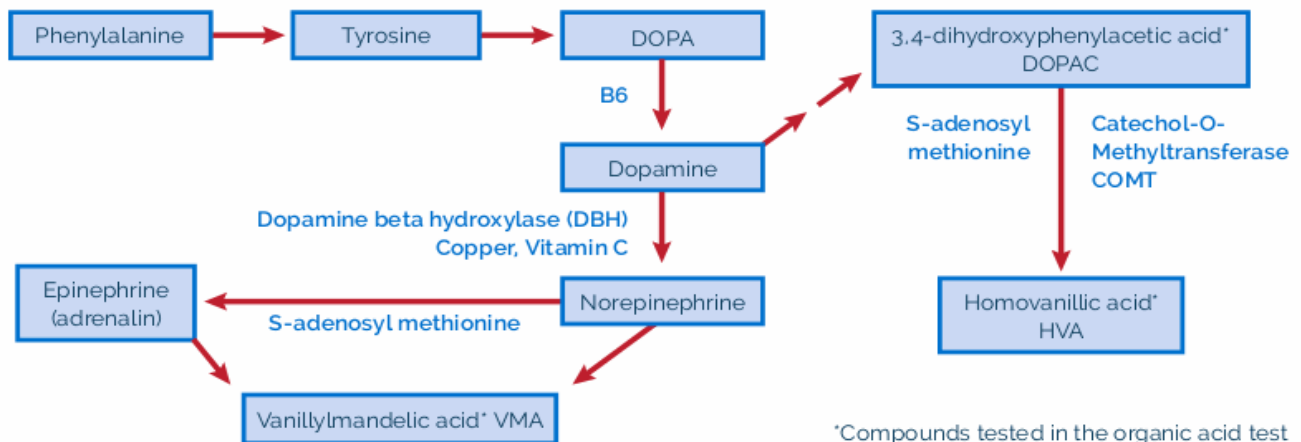 Phenylalanine
Tyrosine
DOPA
3,4-dihydroxyphenylacetic acid*
DOPAC
B6
S-adenosyl
methionine
Catechol-O-
Methyltransferase
COMT
Dopamine
Dopamine beta hydroxylase (DBH)
Copper, Vitamin C
Epinephrine
(adrenalin)
S-adenosyl methionine
Norepinephrine
Homovanillic acid*
HVA
Vanillylmandelic acid* VMA
*Compounds tested in the organic acid test